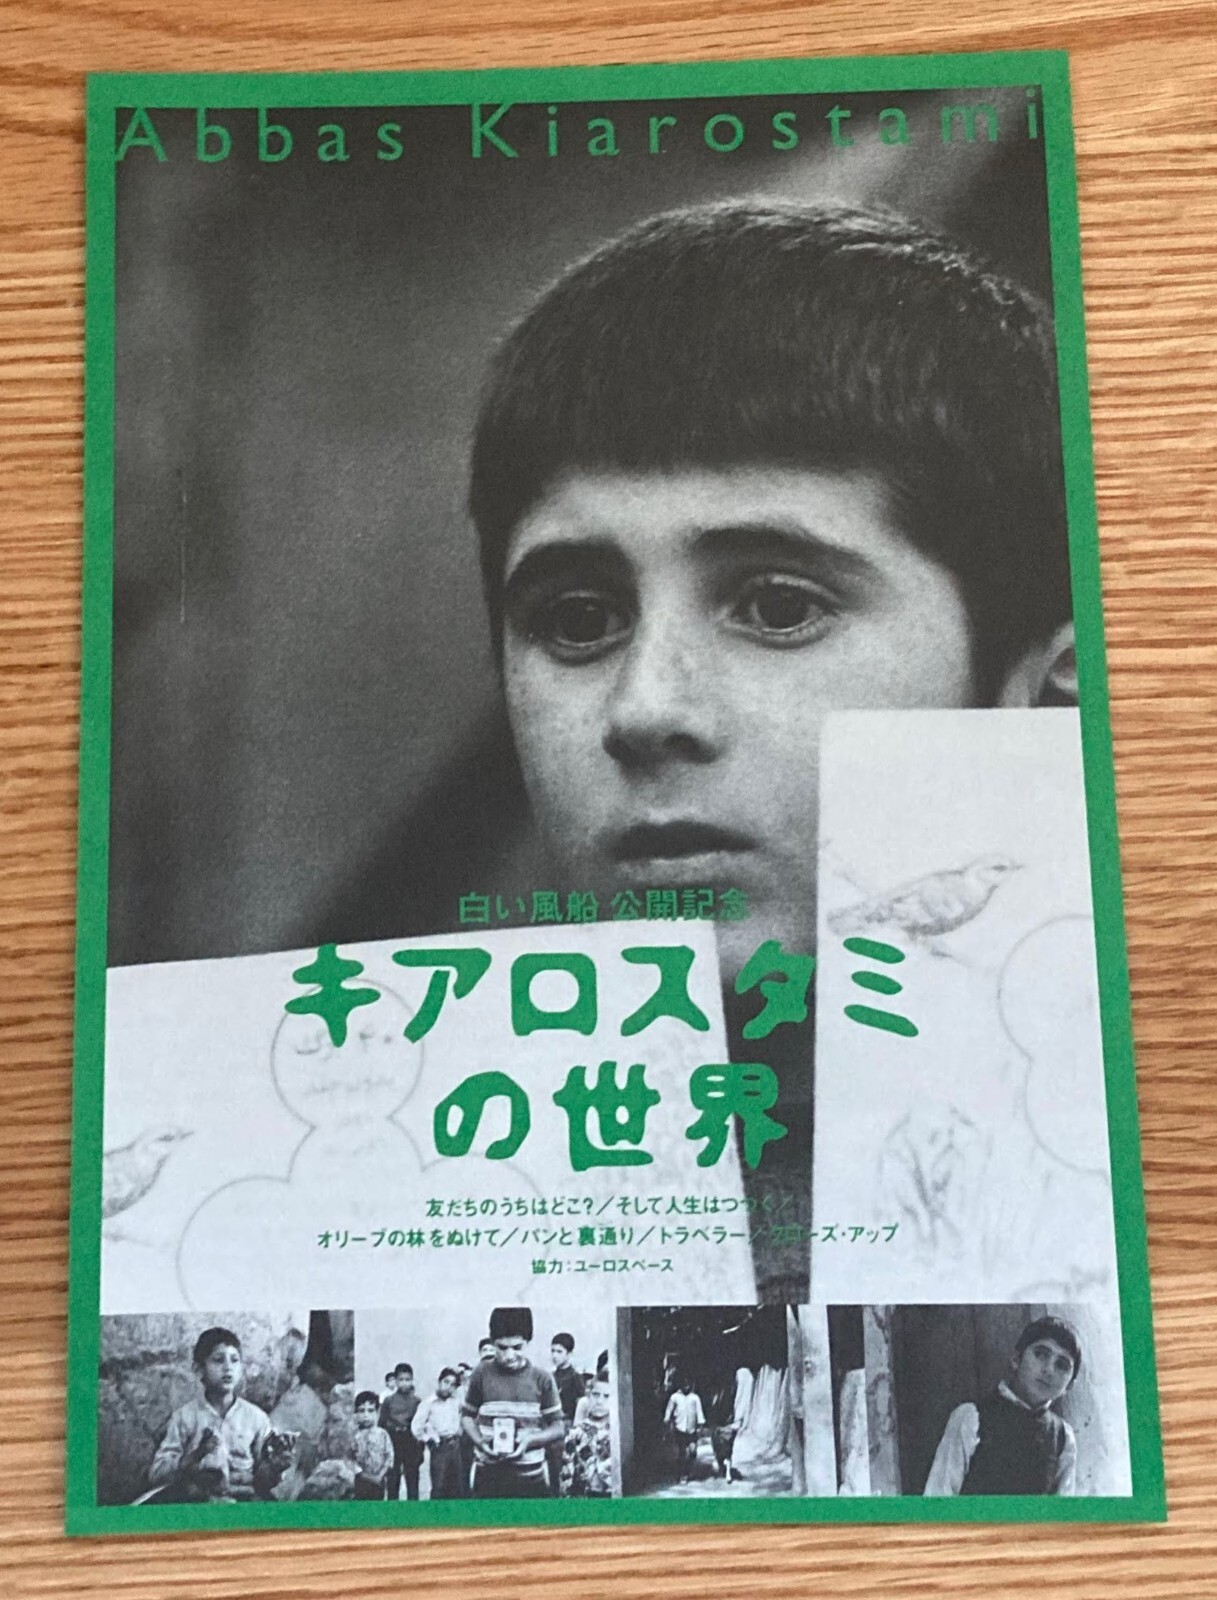 Abbas Kiarostami
白い風船 公開記念
キアロスタミ
の世界
友だちのうちはどこ?/そして人生はつづく/
オリーブの林をぬけて/パンと裏通り/トラベラー/クローズ・アップ
協力:ユーロスペース